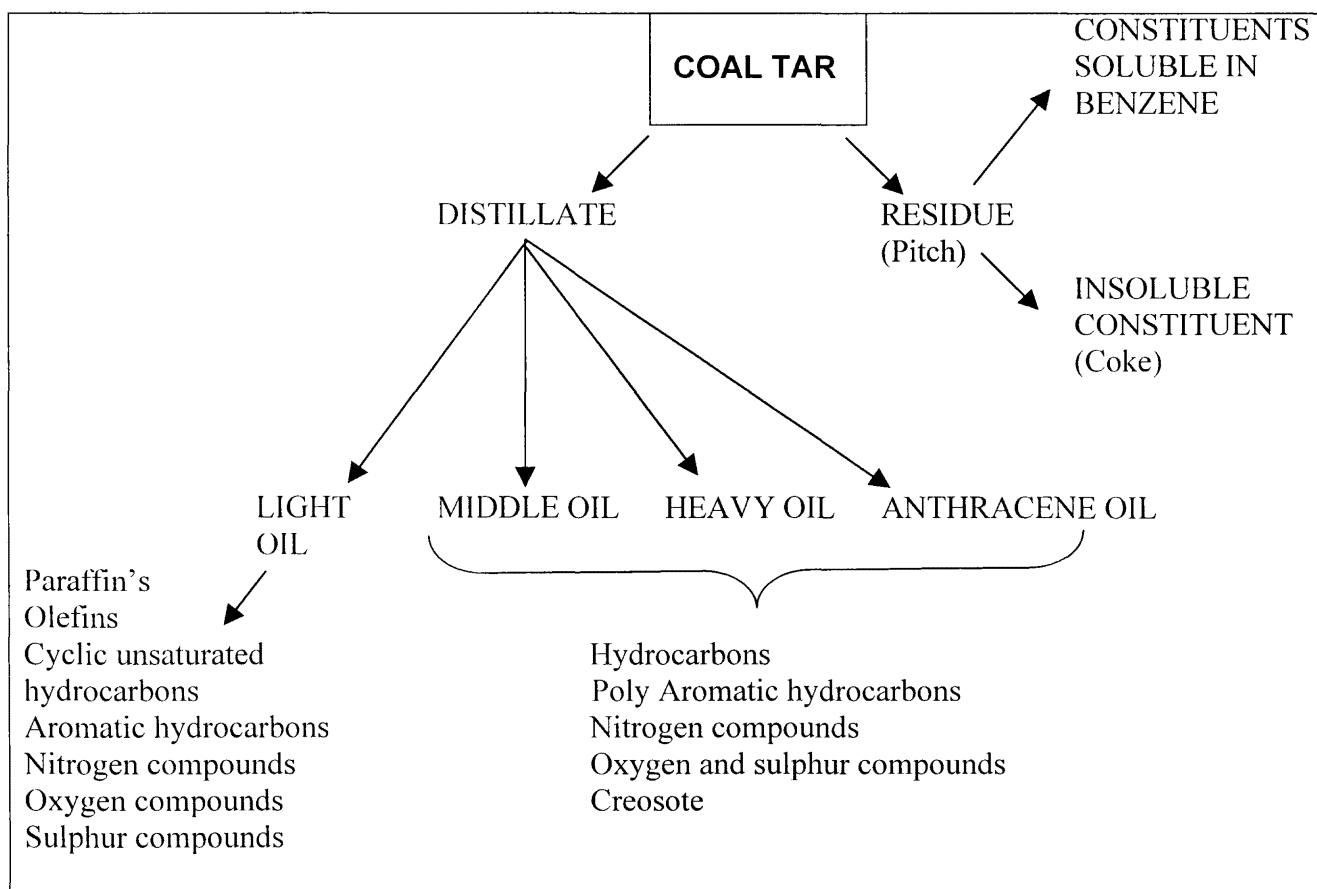 COAL TAR
CONSTITUENTS
SOLUBLE IN
BENZENE
DISTILLATE
RESIDUE
(Pitch)
INSOLUBLE
CONSTITUENT
(Coke)
LIGHT
OIL
MIDDLE OIL
HEAVY OIL
ANTHRACENE OIL
Paraffin's
Olefins
Cyclic unsaturated
hydrocarbons
Aromatic hydrocarbons
Nitrogen compounds
Oxygen compounds
Sulphur compounds
Hydrocarbons
Poly Aromatic hydrocarbons
Nitrogen compounds
Oxygen and sulphur compounds
Creosote